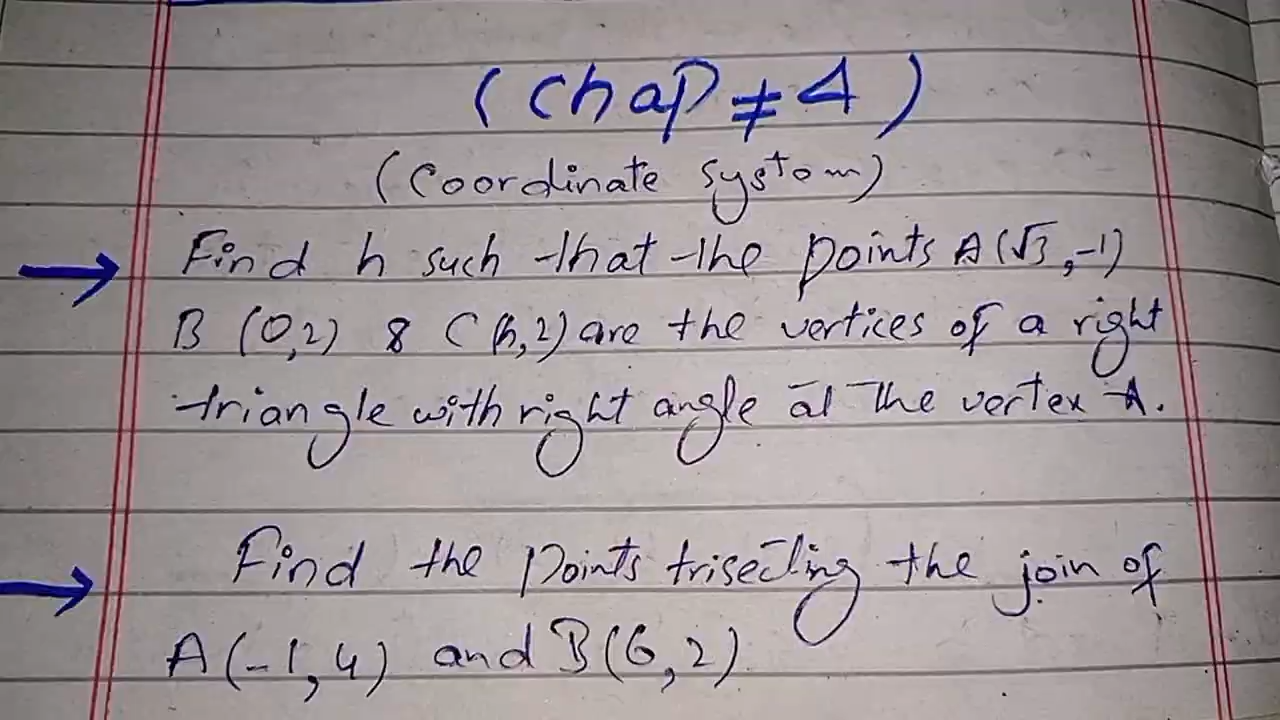 (Chap ≠ 4)
(Coordinate system)
Find h such that the points A(√3,-1)
B (0,2) & C(h,2) are the vertices of a right
triangle with right angle at the vertex A.
Find the points trisecting the join of
A(-1,4) and B(6,2)